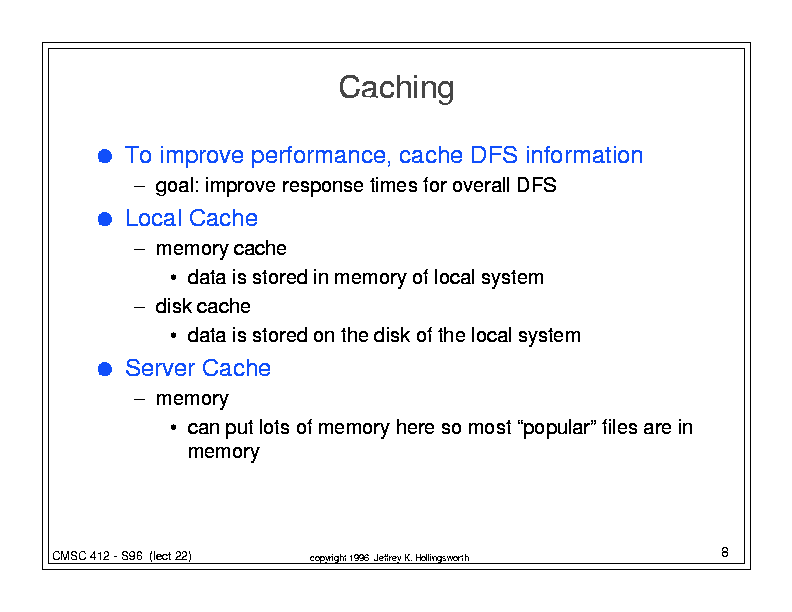 Caching
● To improve performance, cache DFS information
– goal: improve response times for overall DFS
● Local Cache
– memory cache
• data is stored in memory of local system
– disk cache
• data is stored on the disk of the local system
● Server Cache
– memory
• can put lots of memory here so most “popular” files are in
memory
CMSC 412 - S96 (lect 22)
copyright 1996 Jeffrey K. Hollingsworth
8